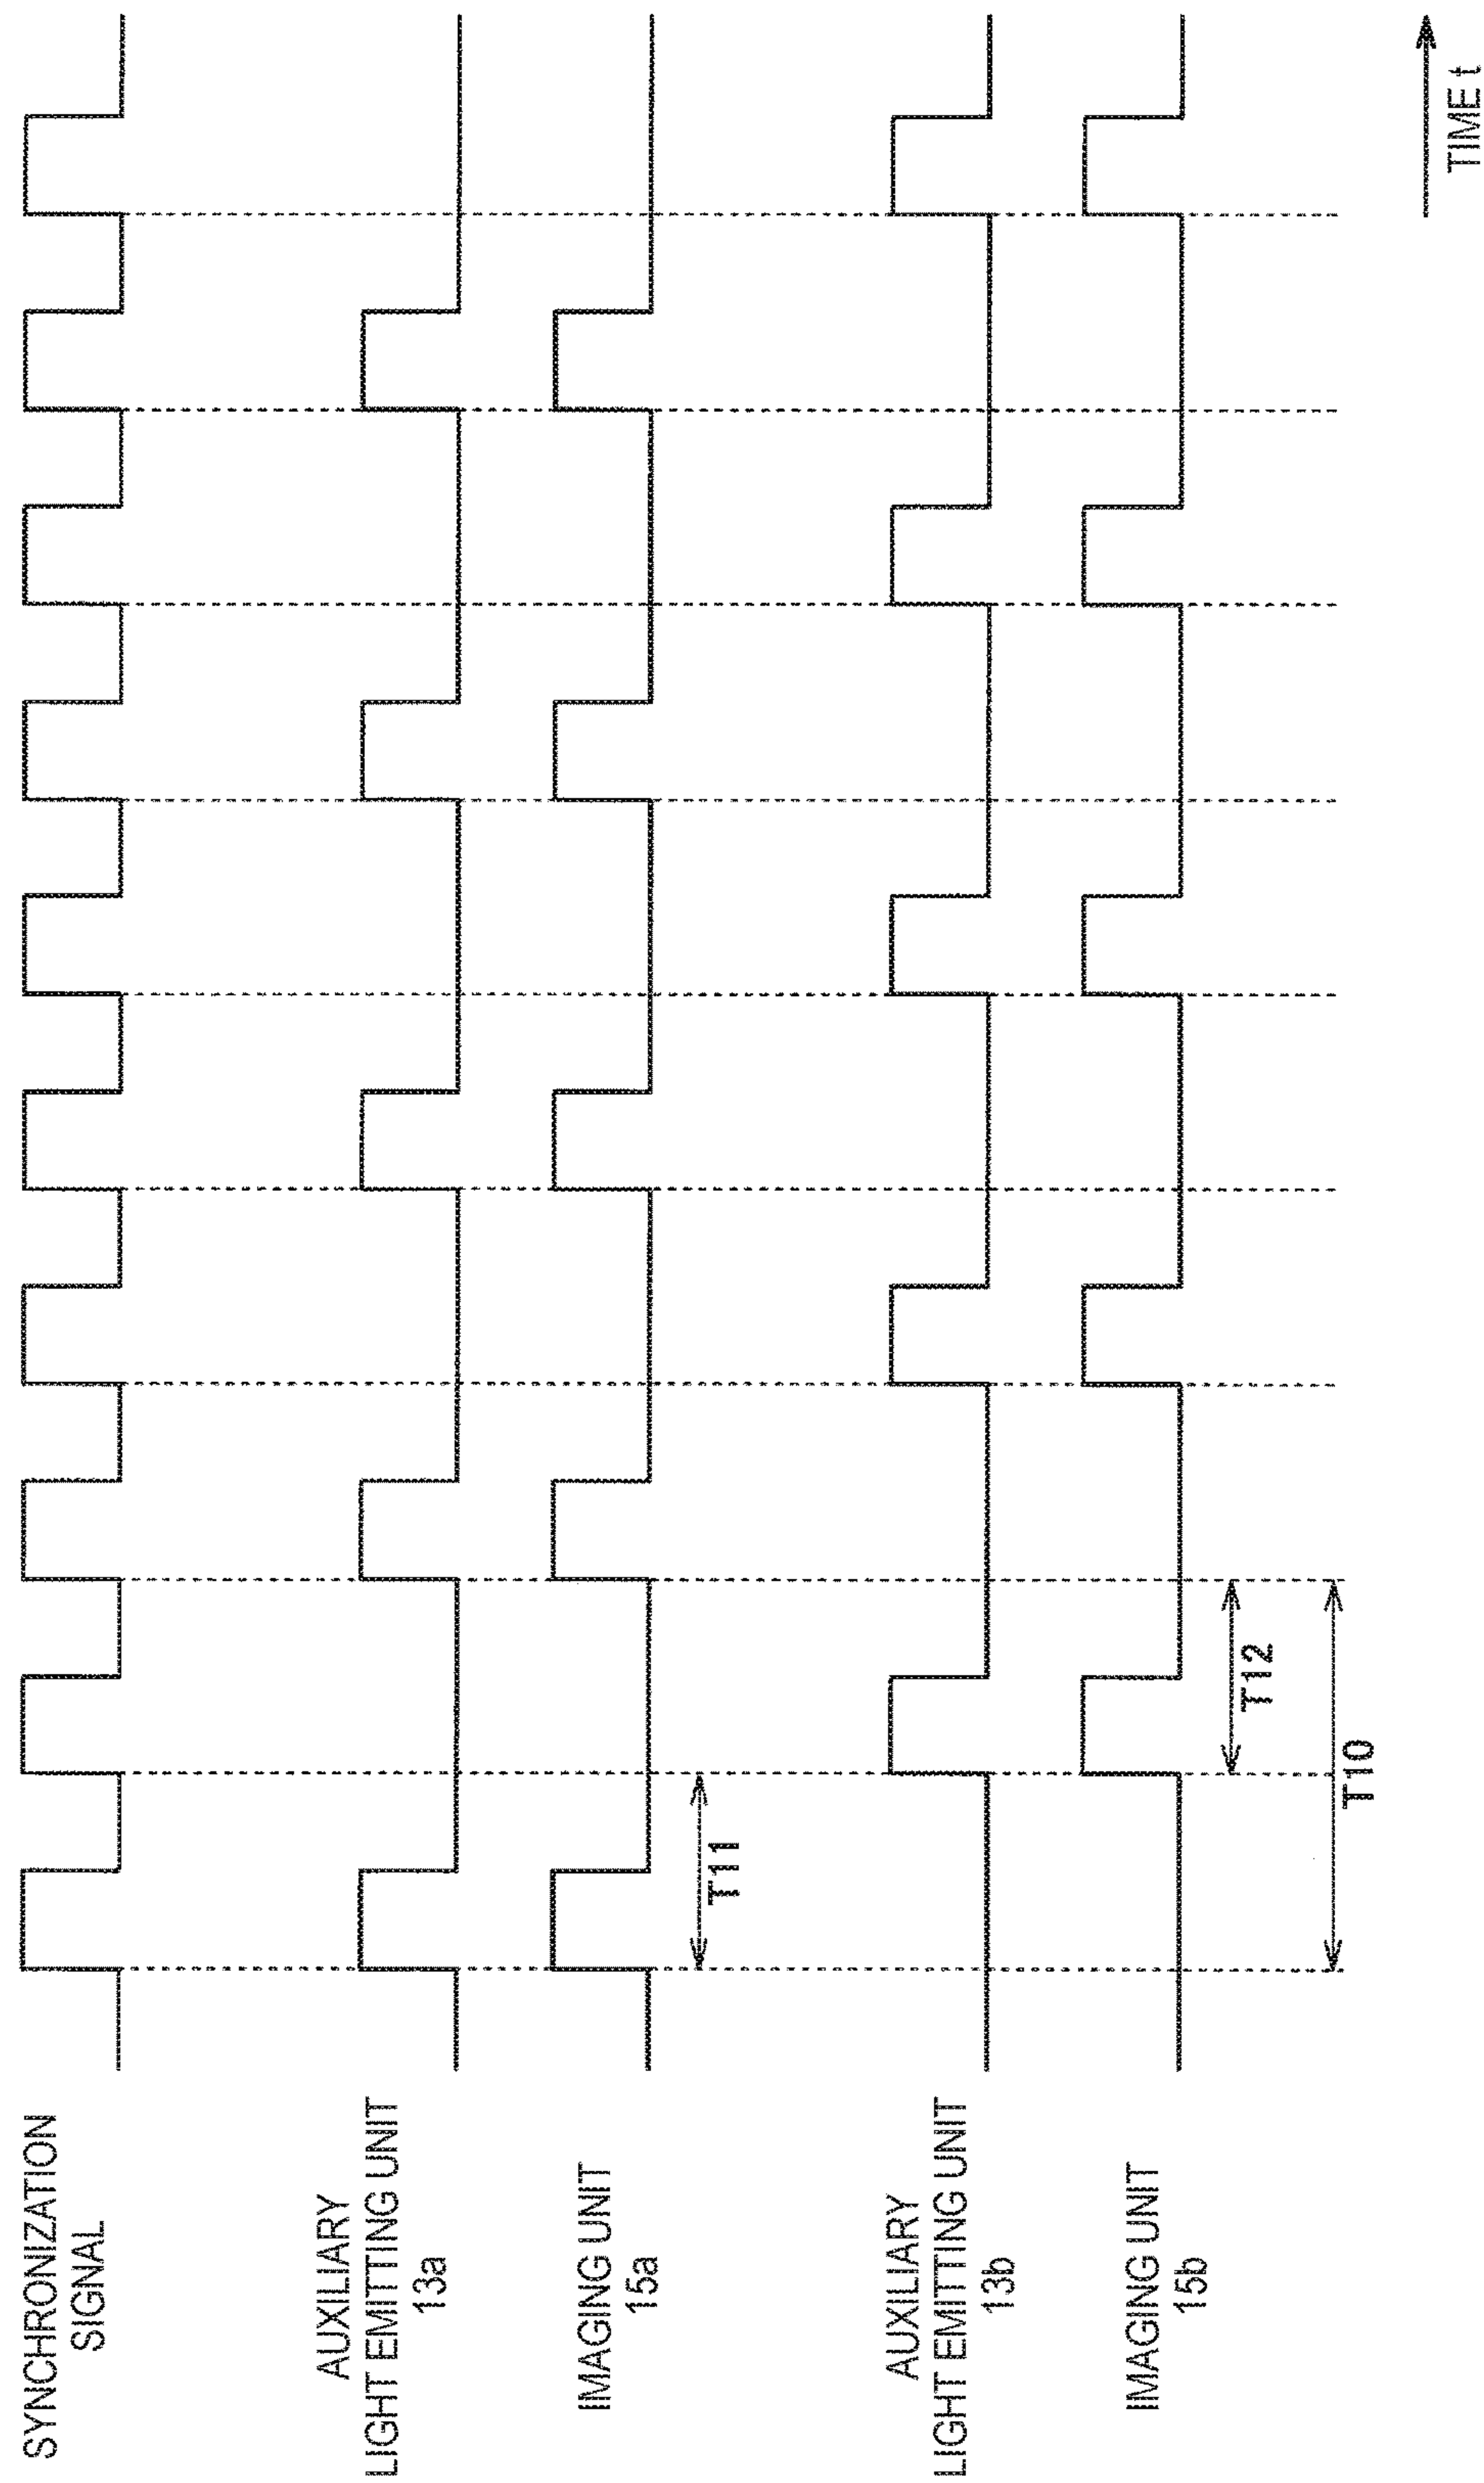 SYNCHRONIZATION
SIGNAL
AUXILIARY
LIGHT EMITTING UNIT
13a
IMAGING UNIT
15a
T11
AUXILIARY
LIGHT EMITTING UNIT
13b
IMAGING UNIT
15b
T12
T10
TIME t